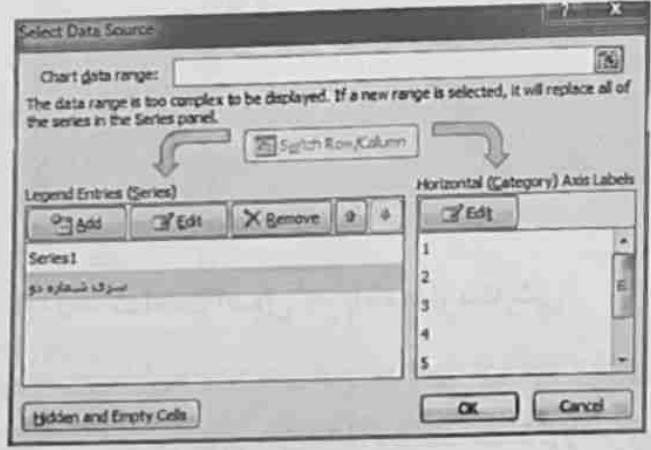 Select Data Source
Chart data range:
The data range is too complex to be displayed. If a new range is selected, it will replace all of
the series in the Series panel.
Switch Row/Column
Legend Entries (Series)
Horizontal (Category) Axis Labels
Add Edit Remove
Edit
Series1
سری شماره دو
1
2
3
4
5
Hidden and Empty Cells
OK Cancel